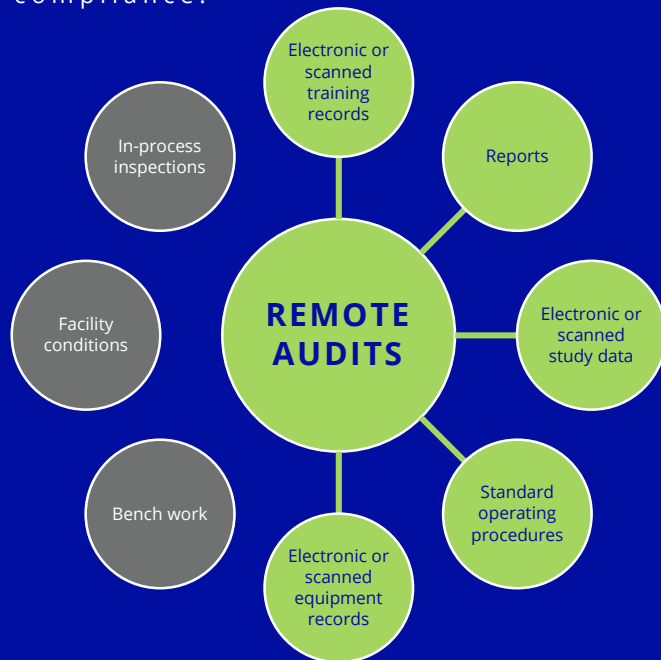 Electronic or
scanned
training
records
Reports
Electronic or
scanned
study data
Standard
operating
procedures
Electronic or
scanned
equipment
records
Bench work
Facility
conditions
In-process
inspections
REMOTE
AUDITS